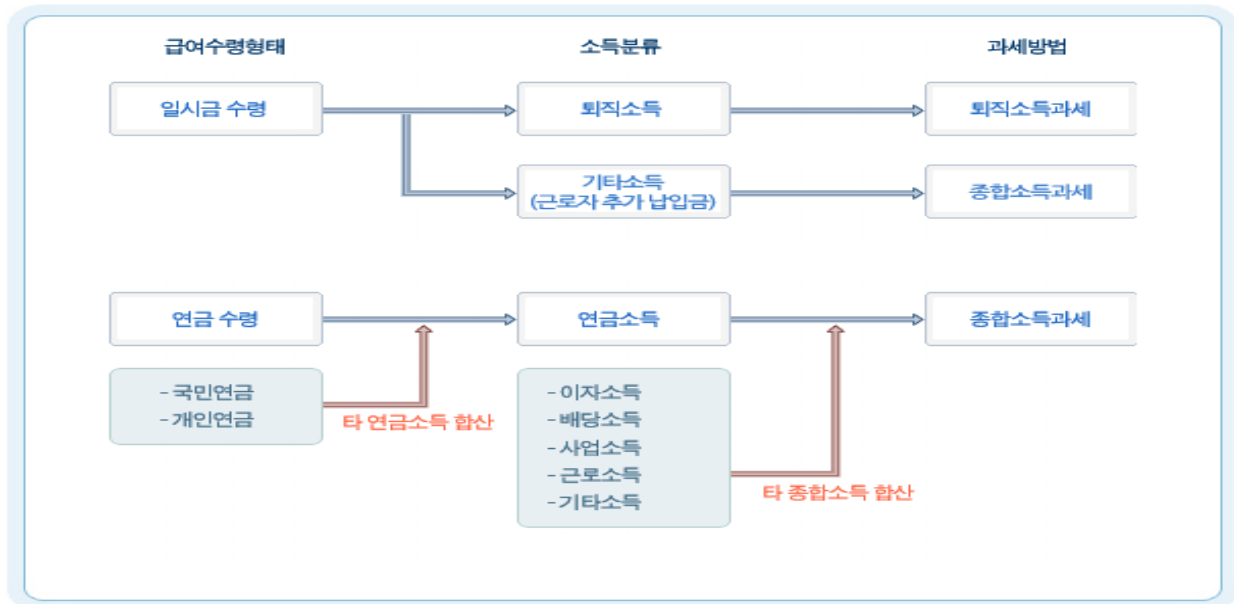 급여수령형태
소득분류
과세방법
일시금 수령
퇴직소득
퇴직소득과세
기타소득
(근로자 추가 납입금)
종합소득과세
연금 수령
연금소득
종합소득과세
- 국민연금
- 개인연금
타 연금소득 합산
- 이자소득
- 배당소득
- 사업소득
- 근로소득
- 기타소득
타 종합소득 합산